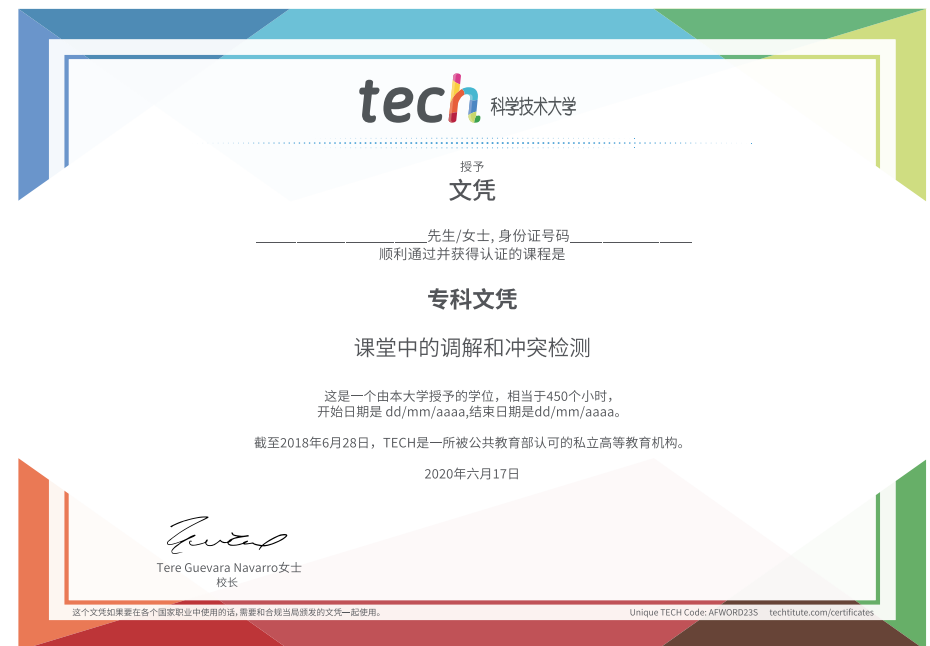 tech 科学技术大学
授予
文凭
________________________先生/女士, 身份证号码_________________
顺利通过并获得认证的课程是
专科文凭
课堂中的调解和冲突检测
这是一个由本大学授予的学位，相当于450个小时，
开始日期是 dd/mm/aaaa,结束日期是dd/mm/aaaa。
截至2018年6月28日，TECH是一所被公共教育部认可的私立高等教育机构。
2020年六月17日
Tere Guevara Navarro女士
校长
这个文凭如果要在各个国家职业中使用的话,需要和合规当局颁发的文凭一起使用。
Unique TECH Code: AFWORD23S techtitute.com/certificates